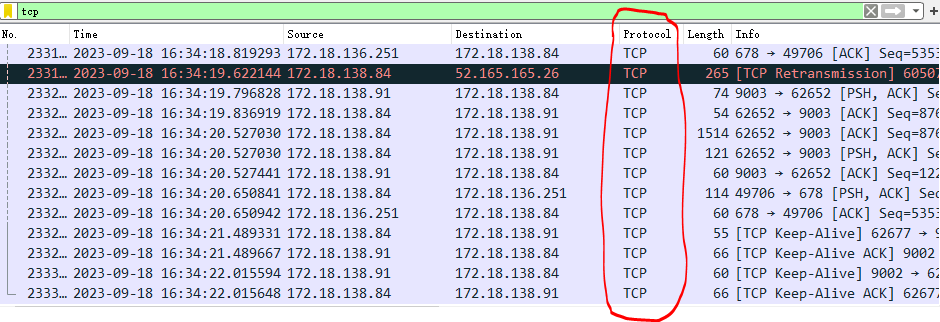 tcp
No. Time Source Destination Protocol Length Info
2331… 2023-09-18 16:34:18.819293 172.18.136.251 172.18.138.84 TCP 60 678 → 49706 [ACK] Seq=5353
2331… 2023-09-18 16:34:19.622144 172.18.138.84 52.165.165.26 TCP 265 [TCP Retransmission] 60507
2332… 2023-09-18 16:34:19.796828 172.18.138.91 172.18.138.84 TCP 74 9003 → 62652 [PSH, ACK] Seq
2332… 2023-09-18 16:34:19.836919 172.18.138.84 172.18.138.91 TCP 54 62652 → 9003 [ACK] Seq=876
2332… 2023-09-18 16:34:20.527030 172.18.138.84 172.18.138.91 TCP 1514 62652 → 9003 [ACK] Seq=876
2332… 2023-09-18 16:34:20.527030 172.18.138.84 172.18.138.91 TCP 121 62652 → 9003 [PSH, ACK] Seq
2332… 2023-09-18 16:34:20.527441 172.18.138.91 172.18.138.84 TCP 60 9003 → 62652 [ACK] Seq=122
2332… 2023-09-18 16:34:20.650841 172.18.138.84 172.18.136.251 TCP 114 49706 → 678 [PSH, ACK] Seq
2332… 2023-09-18 16:34:20.650942 172.18.136.251 172.18.138.84 TCP 60 678 → 49706 [ACK] Seq=5353
2332… 2023-09-18 16:34:21.489331 172.18.138.84 172.18.138.91 TCP 55 [TCP Keep-Alive] 62677 → 9
2332… 2023-09-18 16:34:21.489667 172.18.138.91 172.18.138.84 TCP 66 [TCP Keep-Alive ACK] 9002
2333… 2023-09-18 16:34:22.015594 172.18.138.91 172.18.138.84 TCP 60 [TCP Keep-Alive] 9002 → 62
2333… 2023-09-18 16:34:22.015648 172.18.138.84 172.18.138.91 TCP 66 [TCP Keep-Alive ACK] 62677